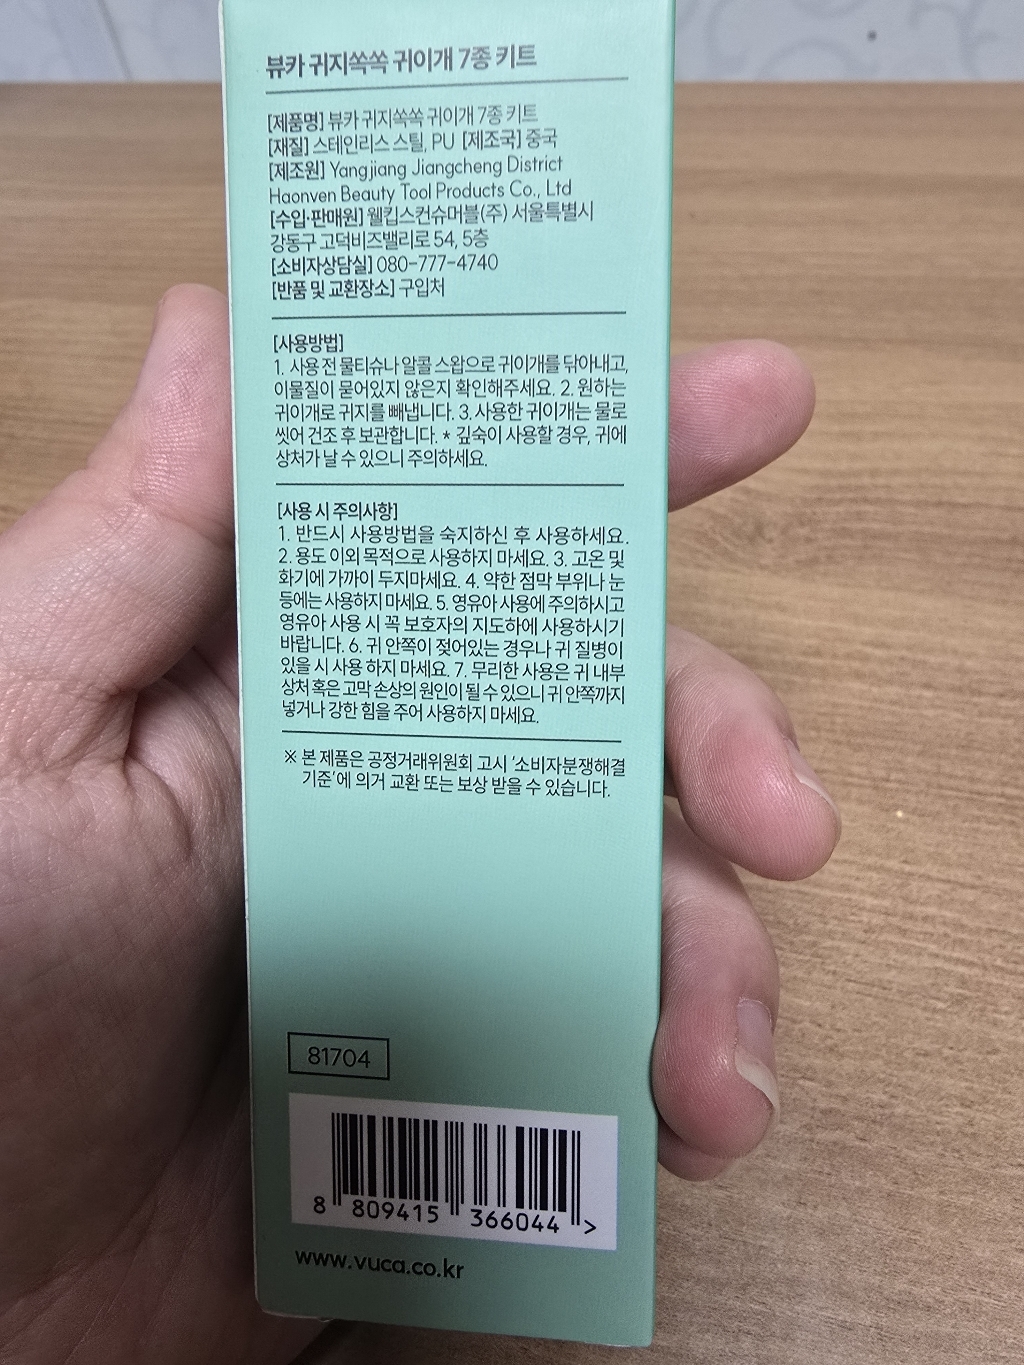 뷰카 귀지쏙쏙 귀이개 7종 키트
[제품명] 뷰카 귀지쏙쏙 귀이개 7종 키트
[재질] 스테인리스 스틸, PU [제조국] 중국
[제조원] Yangjiang Jiangcheng District
Haonven Beauty Tool Products Co., Ltd
[수입·판매원] 웰킵스컨슈머블(주) 서울특별시
강동구 고덕비즈밸리로 54, 5층
[소비자상담실] 080-777-4740
[반품 및 교환장소] 구입처
[사용방법]
1. 사용 전 물티슈나 알콜 스왑으로 귀이개를 닦아내고,
이물질이 묻어있지 않은지 확인해주세요. 2. 원하는
귀이개로 귀지를 빼냅니다. 3. 사용한 귀이개는 물로
씻어 건조 후 보관합니다. * 깊숙이 사용할 경우, 귀에
상처가 날 수 있으니 주의하세요.
[사용 시 주의사항]
1. 반드시 사용방법을 숙지하신 후 사용하세요.
2. 용도 이외 목적으로 사용하지 마세요. 3. 고온 및
화기에 가까이 두지마세요. 4. 약한 점막 부위나 눈
등에는 사용하지 마세요. 5. 영유아 사용에 주의하시고
영유아 사용 시 꼭 보호자의 지도하에 사용하시기
바랍니다. 6. 귀 안쪽이 젖어있는 경우나 귀 질병이
있을 시 사용 하지 마세요. 7. 무리한 사용은 귀 내부
상처 혹은 고막 손상의 원인이 될 수 있으니 귀 안쪽까지
넣거나 강한 힘을 주어 사용하지 마세요.
※ 본 제품은 공정거래위원회 고시 '소비자분쟁해결
기준'에 의거 교환 또는 보상 받을 수 있습니다.
81704
8 809415 366044 >
www.vuca.co.kr